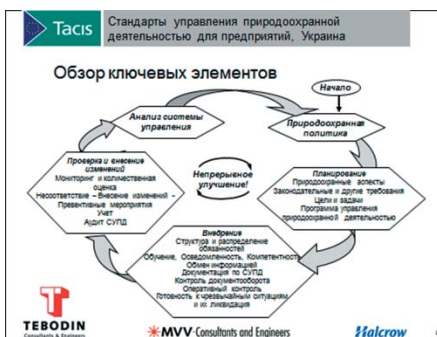 Tacis
Стандарты управления природоохранной
деятельностью для предприятий, Украина
Обзор ключевых элементов
Начало
Анализ системы
управления
Природоохранная
политика
Проверка и внесение
изменений
Мониторинг и количественная
оценка
Несоответствие – Внесение изменений -
Превентивные мероприятия
Учет
Аудит СУПД
Непрерывное
улучшение!
Планирование
Природоохранные аспекты
Законодательные и другие требования
Цели и задачи
Программа управления
природоохранной деятельностью
Внедрение
Структура и распределение
обязанностей
Обучение, Осведомленность, Компетентность
Обмен информацией
Документация по СУПД
Контроль документооборота
Оперативный контроль
Готовность к чрезвычайный ситуациям
и их ликвидация
TEBODIN
Consultants & Engineers
MVV Consultants and Engineers
Halcrow